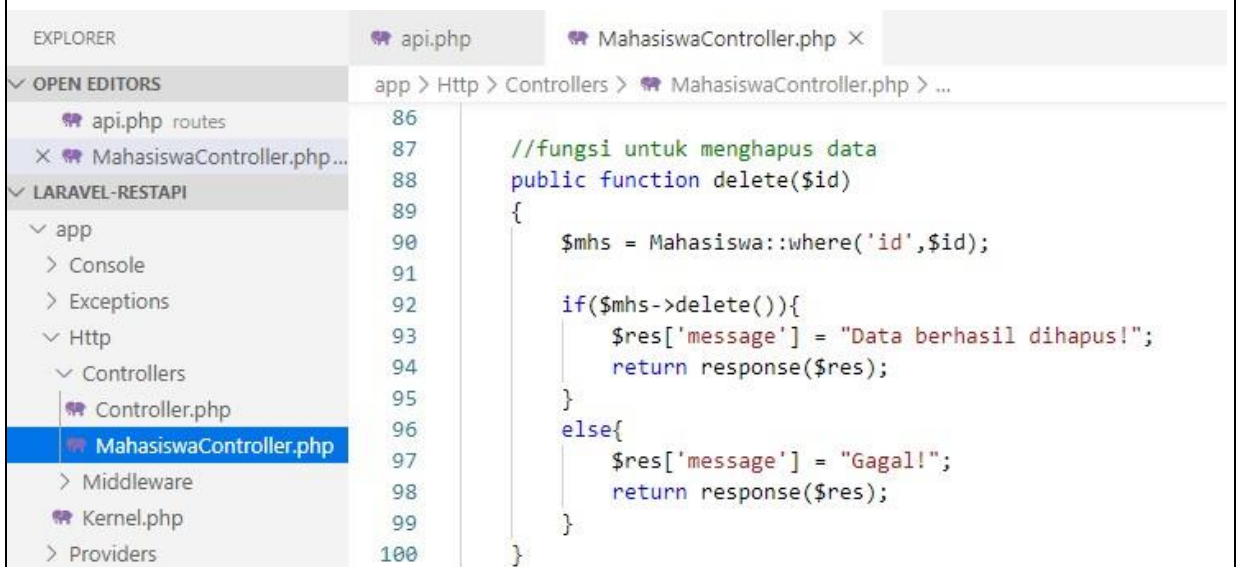 EXPLORER
OPEN EDITORS
api.php routes
MahasiswaController.php...
LARAVEL-RESTAPI
app
Console
Exceptions
Http
Controllers
Controller.php
MahasiswaController.php
Middleware
Kernel.php
Providers
api.php MahasiswaController.php ×
app > Http > Controllers > MahasiswaController.php > ...
86
87 //fungsi untuk menghapus data
88 public function delete($id)
89 {
90 $mhs = Mahasiswa::where('id',$id);
91
92 if($mhs->delete()){
93 $res['message'] = "Data berhasil dihapus!";
94 return response($res);
95 }
96 else{
97 $res['message'] = "Gagal!";
98 return response($res);
99 }
100 }